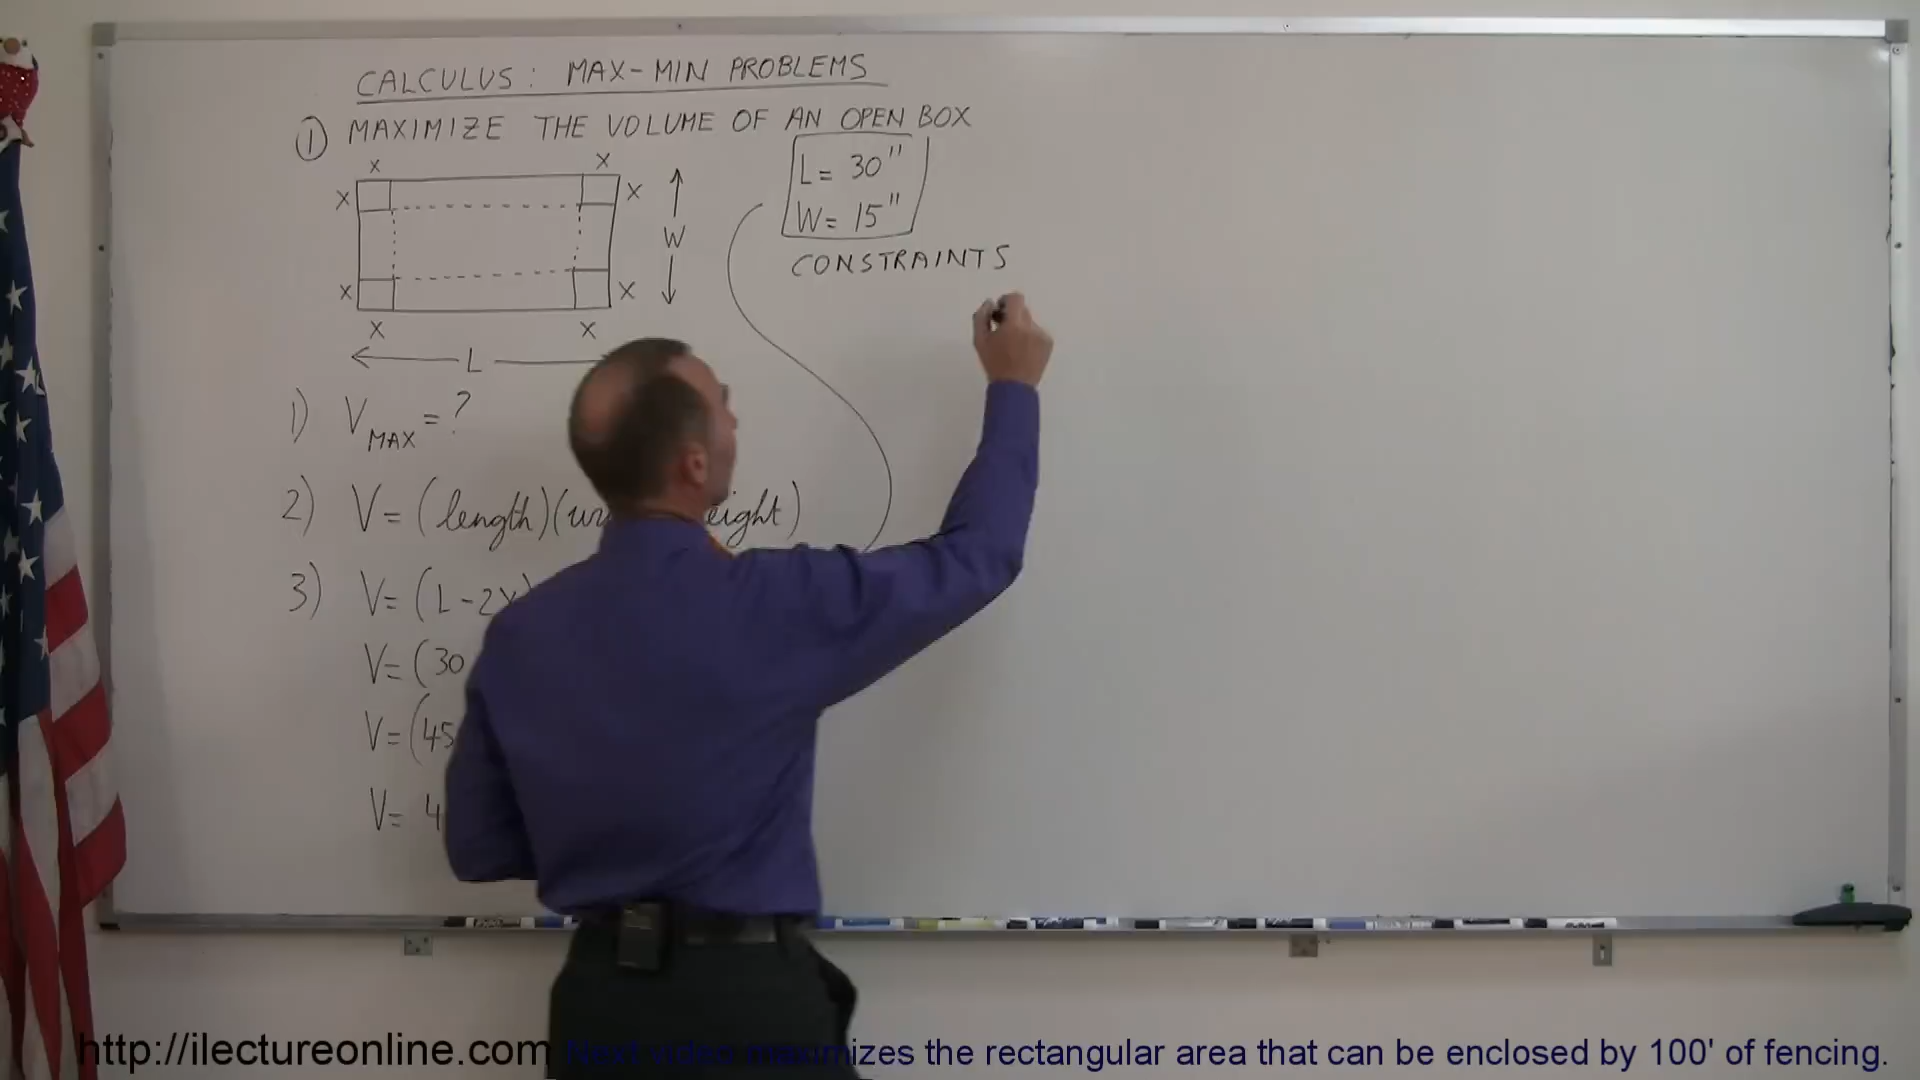 CALCULUS: MAX-MIN PROBLEMS
① MAXIMIZE THE VOLUME OF AN OPEN BOX
X X
X X
W
X X
X X
L
L = 30"
W = 15"
CONSTRAINTS
1) V MAX = ?
2) V = (length)( eight)
3) V = (L - 2X)
V = (30
V = (45
V = 4
http://ilectureonline.com Next video maximizes the rectangular area that can be enclosed by 100' of fencing.